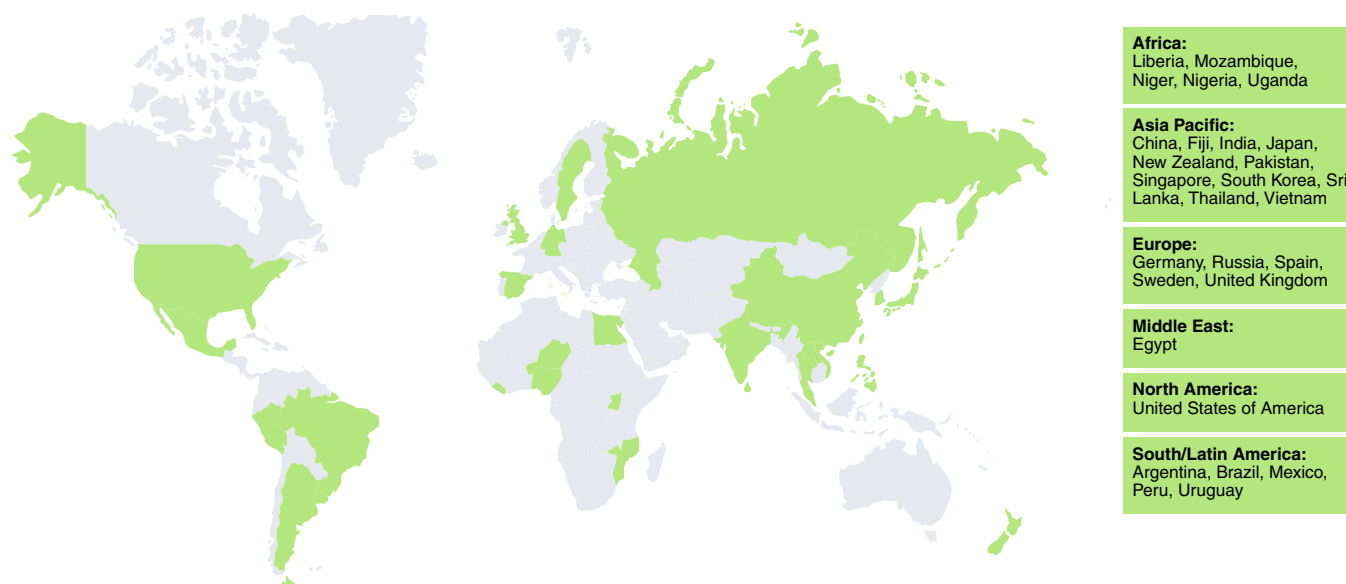 Africa:
Liberia, Mozambique,
Niger, Nigeria, Uganda
Asia Pacific:
China, Fiji, India, Japan,
New Zealand, Pakistan,
Singapore, South Korea, Sri
Lanka, Thailand, Vietnam
Europe:
Germany, Russia, Spain,
Sweden, United Kingdom
Middle East:
Egypt
North America:
United States of America
South/Latin America:
Argentina, Brazil, Mexico,
Peru, Uruguay